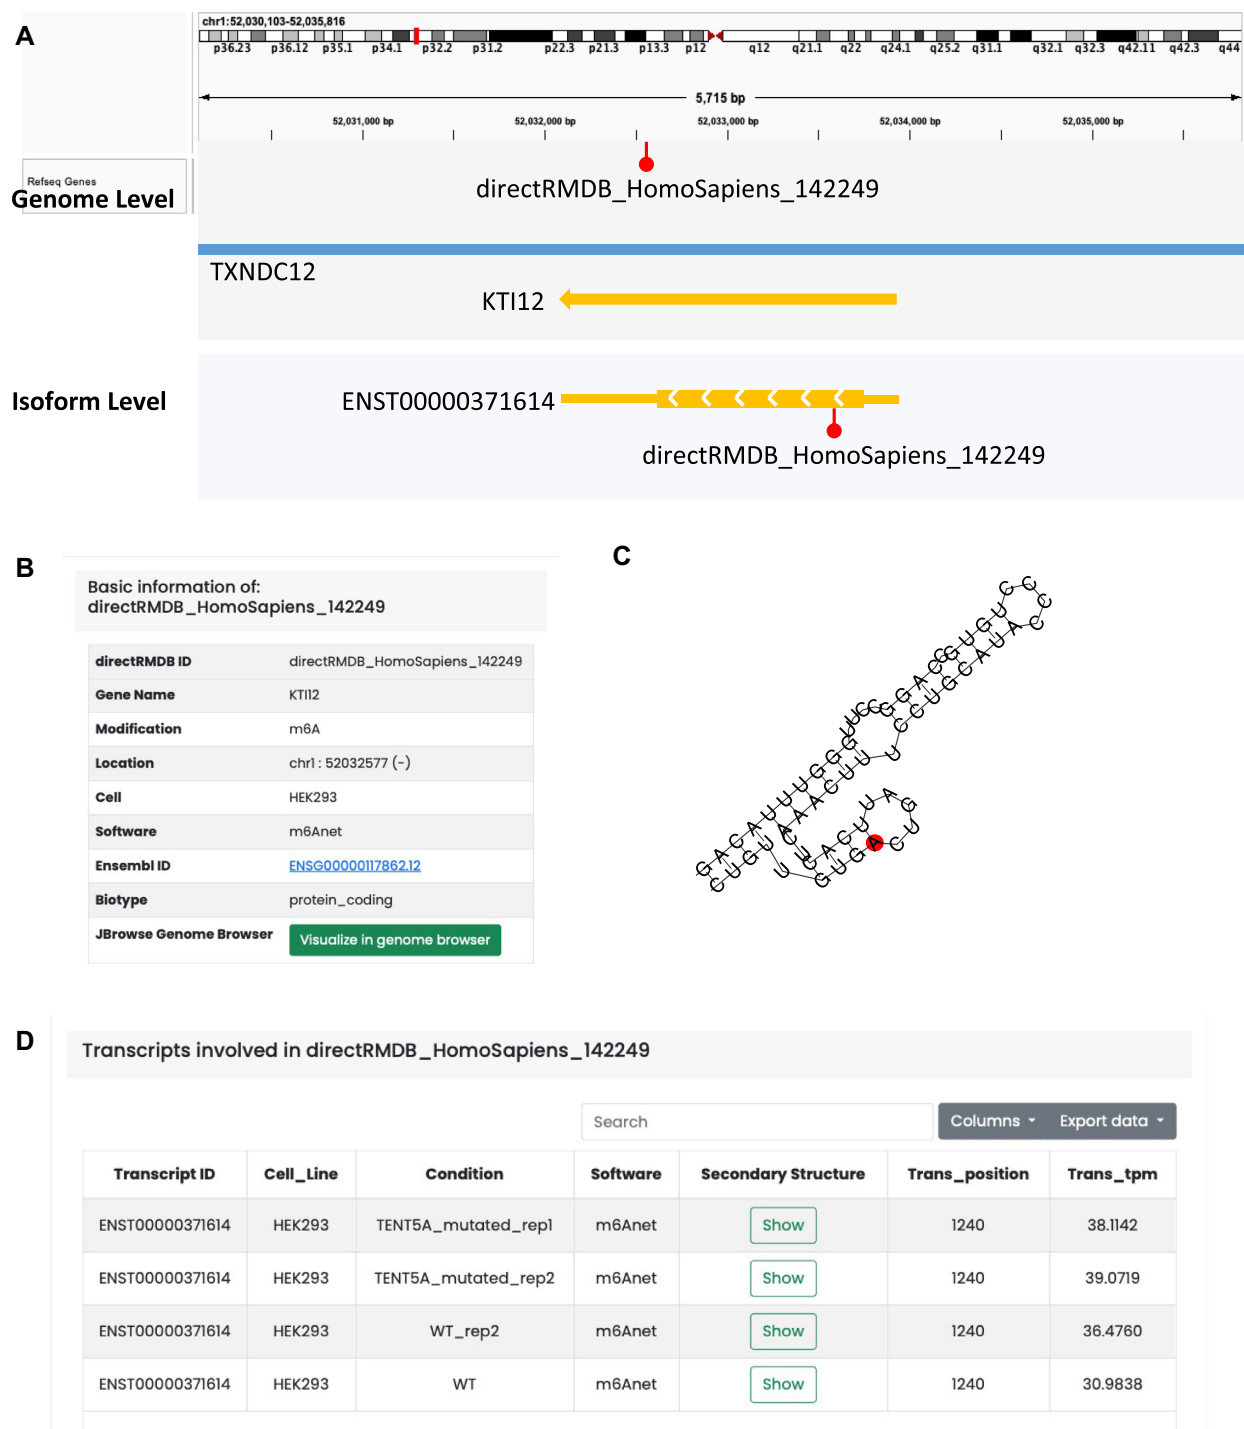 A
chr1:52,030,103-52,035,816
p36.23 p36.12 p35.1 p34.1 p32.2 p31.2 p22.3 p21.3 p13.3 p12 q12 q21.1 q22 q24.1 q25.2 q31.1 q32.1 q32.3 q42.11 q42.3 q44
5,715 bp
52,031,000 bp 52,032,000 bp 52,033,000 bp 52,034,000 bp 52,035,000 bp
Refseq Genes
Genome Level
directRMDB_HomoSapiens_142249
TXNDC12
KTI12
Isoform Level
ENST00000371614
directRMDB_HomoSapiens_142249
B
Basic information of:
directRMDB_HomoSapiens_142249
directRMDB ID directRMDB_HomoSapiens_142249
Gene Name KTI12
Modification m6A
Location chr1 : 52032577 (-)
Cell HEK293
Software m6Anet
Ensembl ID ENSG00000117862.12
Biotype protein_coding
JBrowse Genome Browser Visualize in genome browser
C
D
Transcripts involved in directRMDB_HomoSapiens_142249
Search Columns Export data
Transcript ID Cell_Line Condition Software Secondary Structure Trans_position Trans_tpm
ENST00000371614 HEK293 TENT5A_mutated_rep1 m6Anet Show 1240 38.1142
ENST00000371614 HEK293 TENT5A_mutated_rep2 m6Anet Show 1240 39.0719
ENST00000371614 HEK293 WT_rep2 m6Anet Show 1240 36.4760
ENST00000371614 HEK293 WT m6Anet Show 1240 30.9838